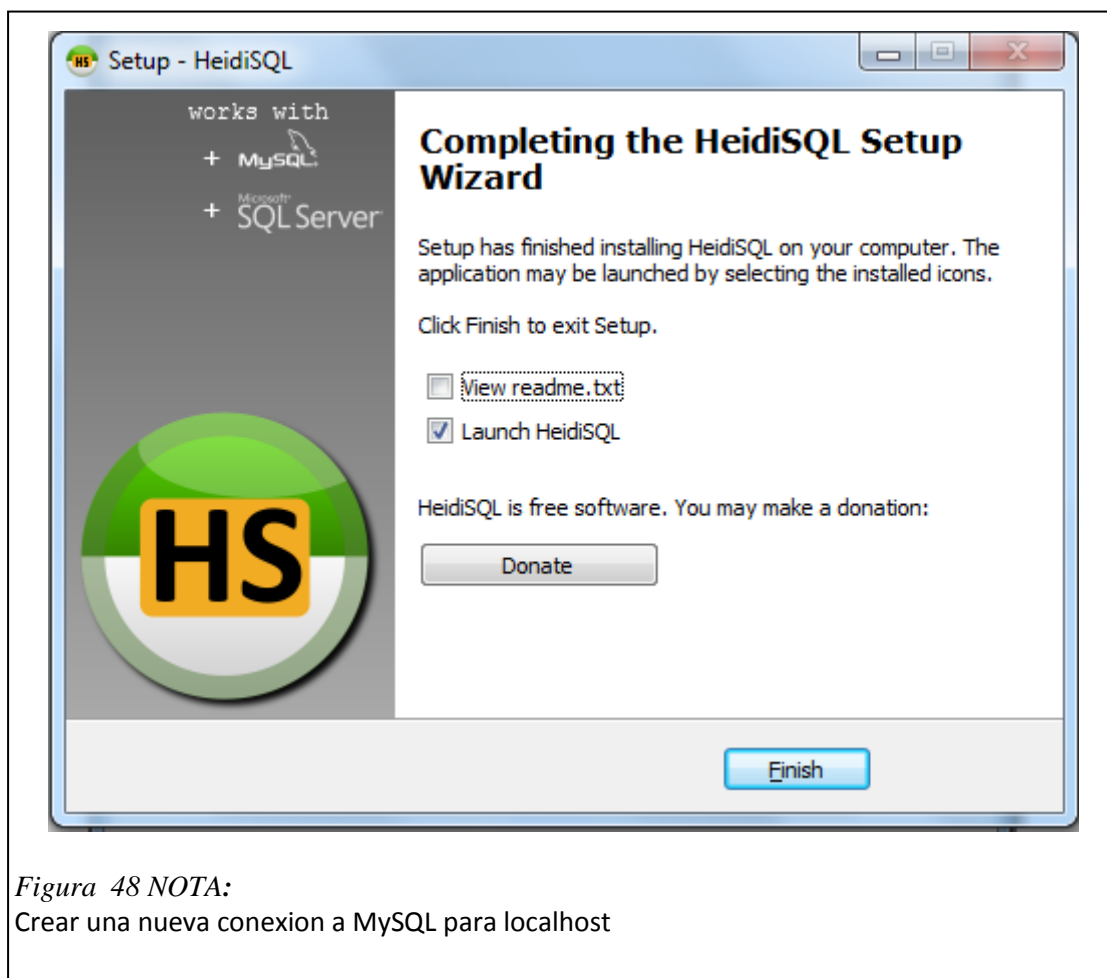 HS Setup - HeidiSQL
works with
+ MySQL
+ Microsoft SQL Server
Completing the HeidiSQL Setup
Wizard
Setup has finished installing HeidiSQL on your computer. The
application may be launched by selecting the installed icons.
Click Finish to exit Setup.
View readme.txt
Launch HeidiSQL
HS
HeidiSQL is free software. You may make a donation:
Donate
Finish
Figura 48 NOTA:
Crear una nueva conexion a MySQL para localhost